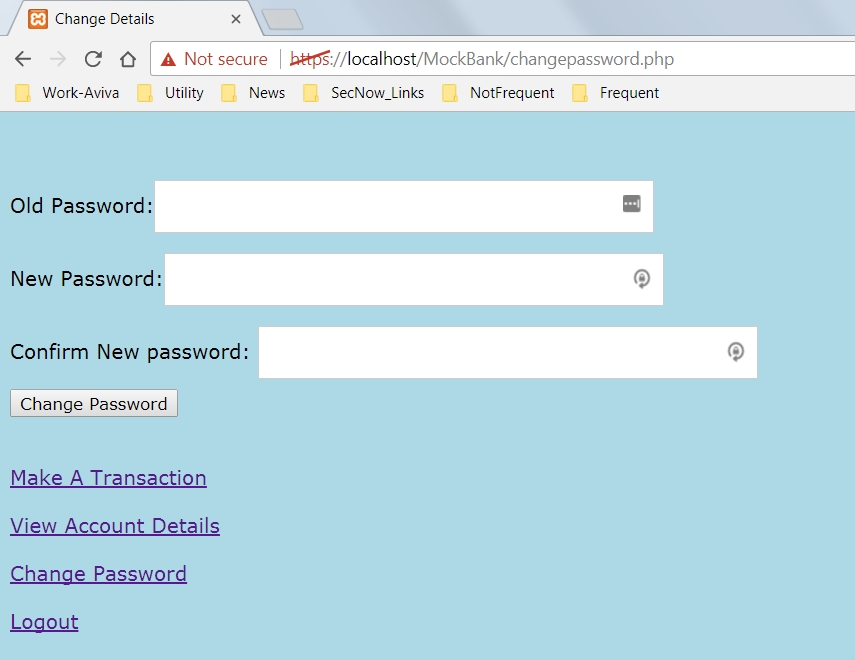 Change Details
Not secure https://localhost/MockBank/changepassword.php
Work-Aviva Utility News SecNow_Links NotFrequent Frequent
Old Password:
New Password:
Confirm New password:
Change Password
Make A Transaction
View Account Details
Change Password
Logout